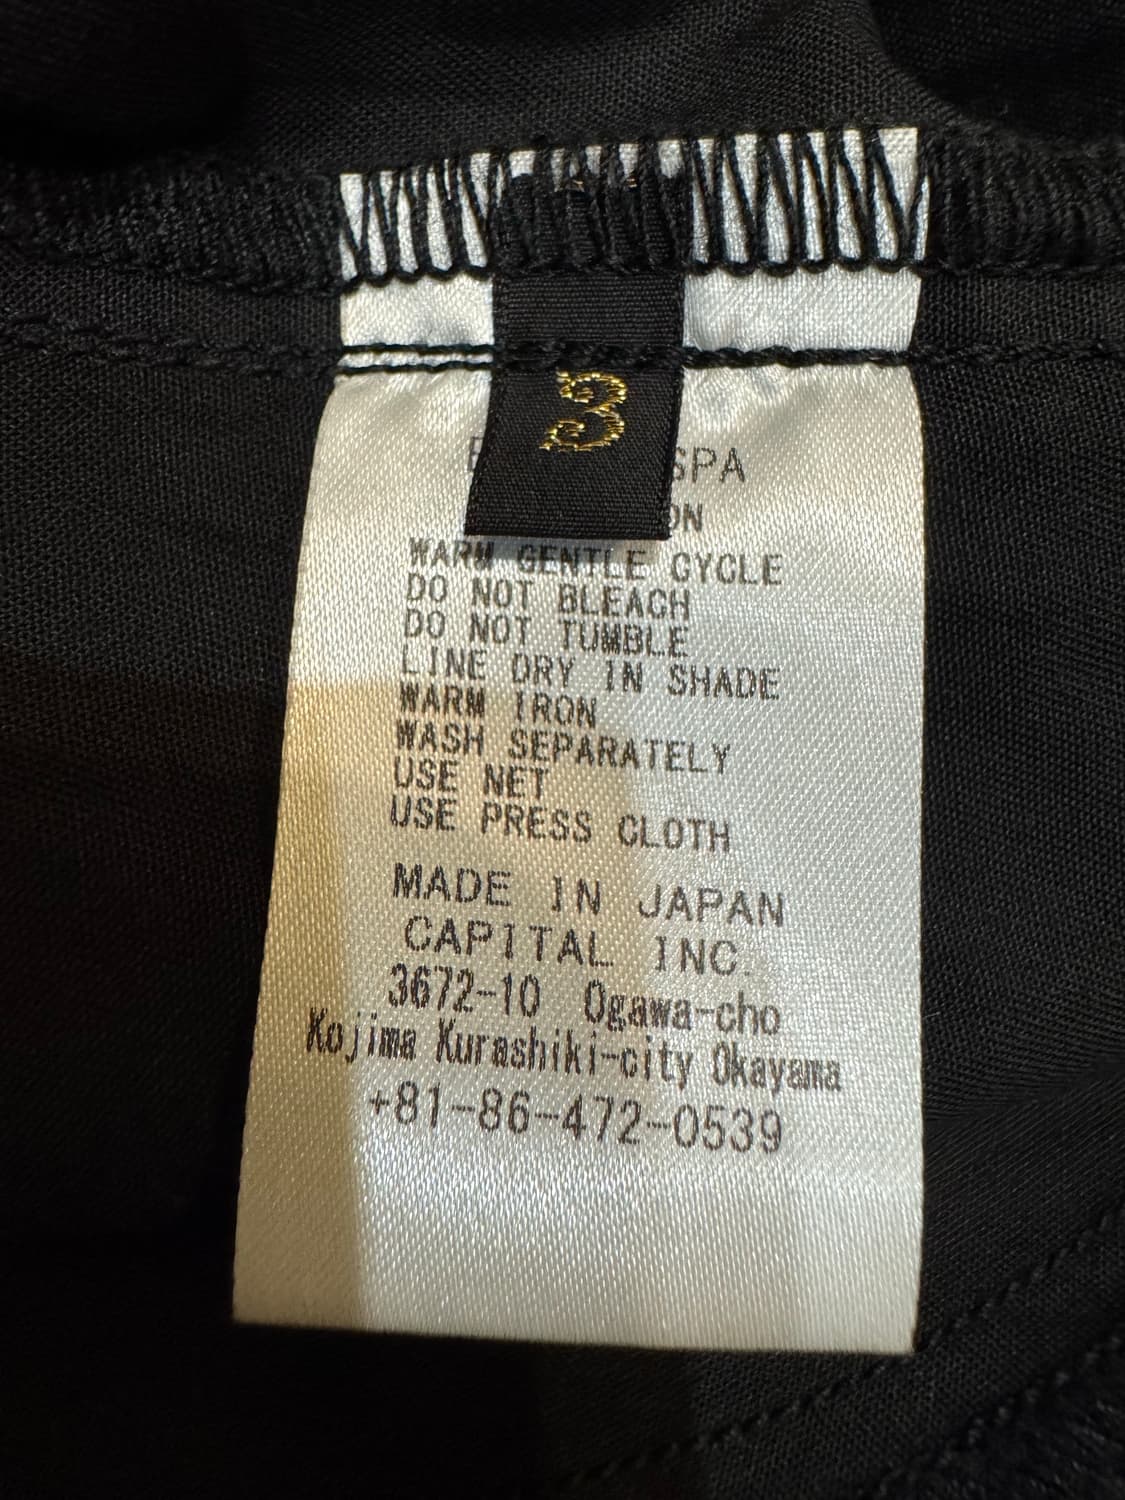 3
SPA
WARM GENTLE CYCLE
DO NOT BLEACH
DO NOT TUMBLE
LINE DRY IN SHADE
WARM IRON
WASH SEPARATELY
USE NET
USE PRESS CLOTH
MADE IN JAPAN
CAPITAL INC.
3672-10 Ogawa-cho
Kojima Kurashiki-city Okayama
+81-86-472-0539